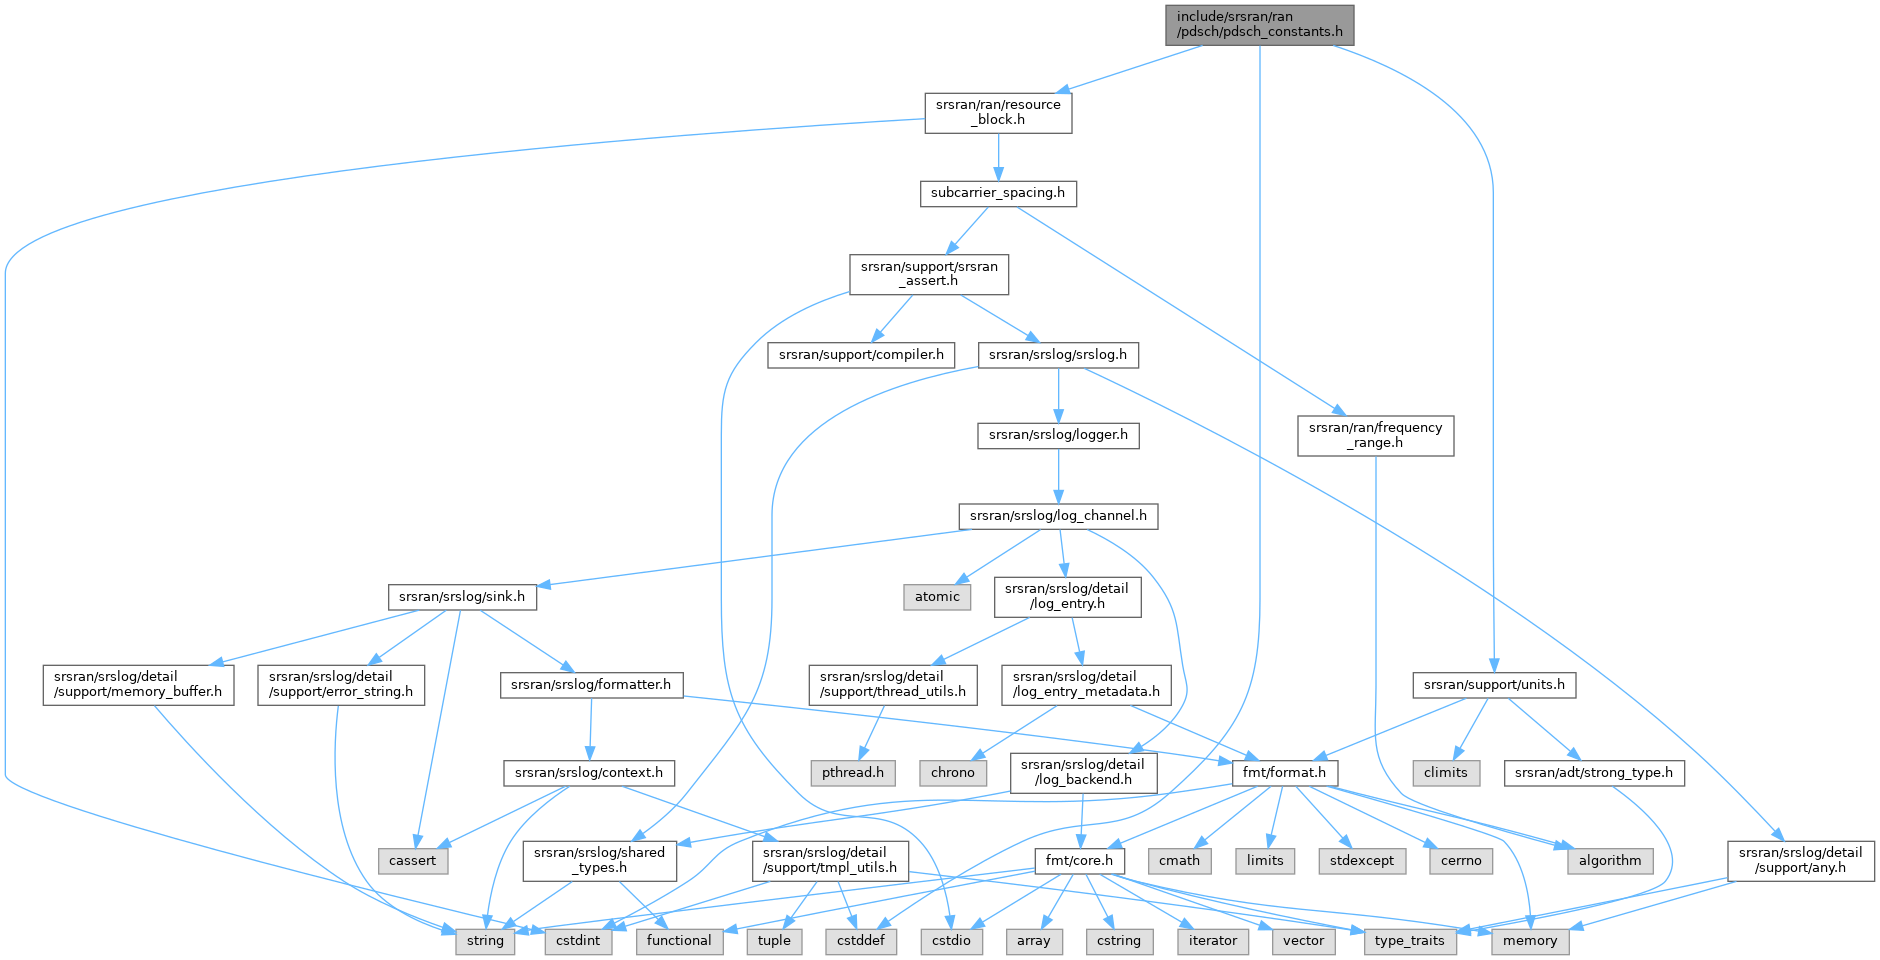 include/srsran/ran
/pdsch/pdsch_constants.h
srsran/ran/resource
_block.h
subcarrier_spacing.h
srsran/support/srsran
_assert.h
srsran/support/compiler.h
srsran/srslog/srslog.h
srsran/srslog/logger.h
srsran/ran/frequency
_range.h
srsran/srslog/log_channel.h
srsran/srslog/sink.h
atomic
srsran/srslog/detail
/log_entry.h
srsran/srslog/detail
/support/memory_buffer.h
srsran/srslog/detail
/support/error_string.h
srsran/srslog/formatter.h
srsran/srslog/detail
/support/thread_utils.h
srsran/srslog/detail
/log_entry_metadata.h
srsran/support/units.h
srsran/srslog/context.h
pthread.h
chrono
srsran/srslog/detail
/log_backend.h
fmt/format.h
climits
srsran/adt/strong_type.h
cassert
srsran/srslog/shared
_types.h
srsran/srslog/detail
/support/tmpl_utils.h
fmt/core.h
cmath
limits
stdexcept
cerrno
algorithm
srsran/srslog/detail
/support/any.h
string
cstdint
functional
tuple
cstddef
cstdio
array
cstring
iterator
vector
type_traits
memory